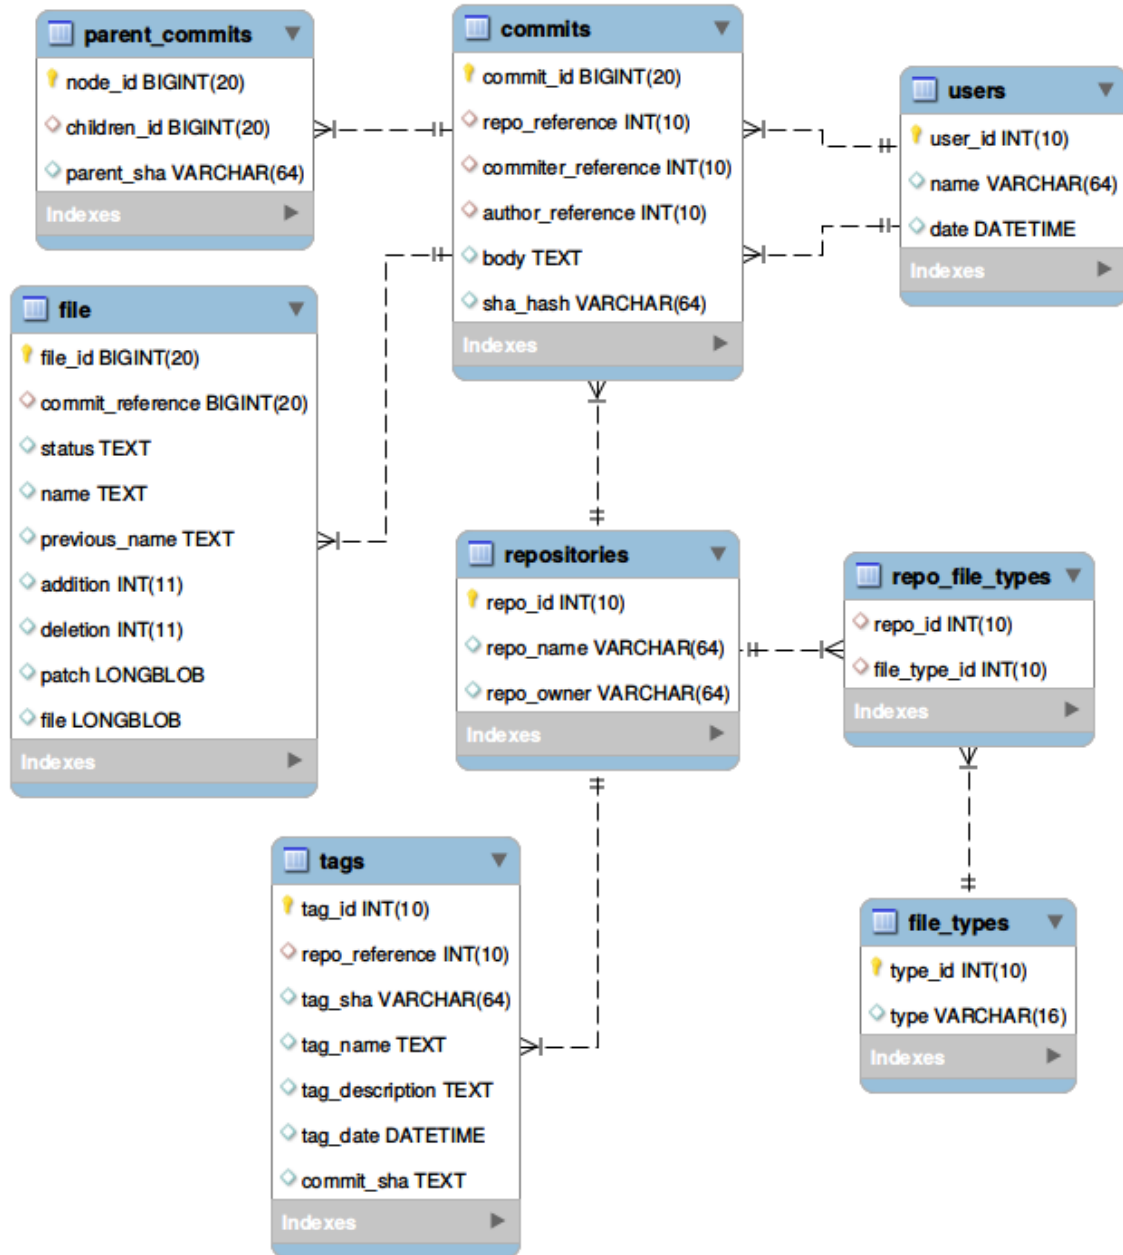 parent_commits
node_id BIGINT(20)
children_id BIGINT(20)
parent_sha VARCHAR(64)
Indexes
commits
commit_id BIGINT(20)
repo_reference INT(10)
commiter_reference INT(10)
author_reference INT(10)
body TEXT
sha_hash VARCHAR(64)
Indexes
users
user_id INT(10)
name VARCHAR(64)
date DATETIME
Indexes
file
file_id BIGINT(20)
commit_reference BIGINT(20)
status TEXT
name TEXT
previous_name TEXT
addition INT(11)
deletion INT(11)
patch LONGBLOB
file LONGBLOB
Indexes
repositories
repo_id INT(10)
repo_name VARCHAR(64)
repo_owner VARCHAR(64)
Indexes
repo_file_types
repo_id INT(10)
file_type_id INT(10)
Indexes
tags
tag_id INT(10)
repo_reference INT(10)
tag_sha VARCHAR(64)
tag_name TEXT
tag_description TEXT
tag_date DATETIME
commit_sha TEXT
Indexes
file_types
type_id INT(10)
type VARCHAR(16)
Indexes